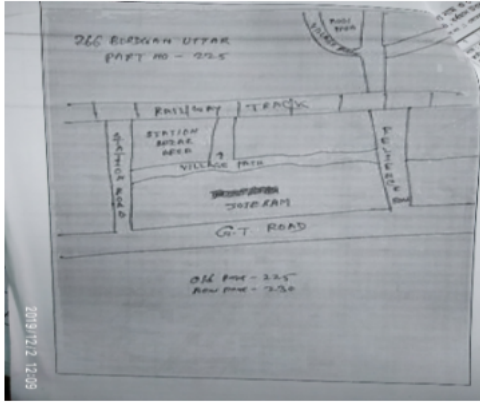 266 BURDWAN UTTAR
PART NO - 225
RAILWAY TRACK
STATION
AREA
STATION ROAD
VILLAGE PATH
ROAD
JOTERAM
G.T ROAD
Old PART - 225
NEW PART - 230
2019/12/2 12:09